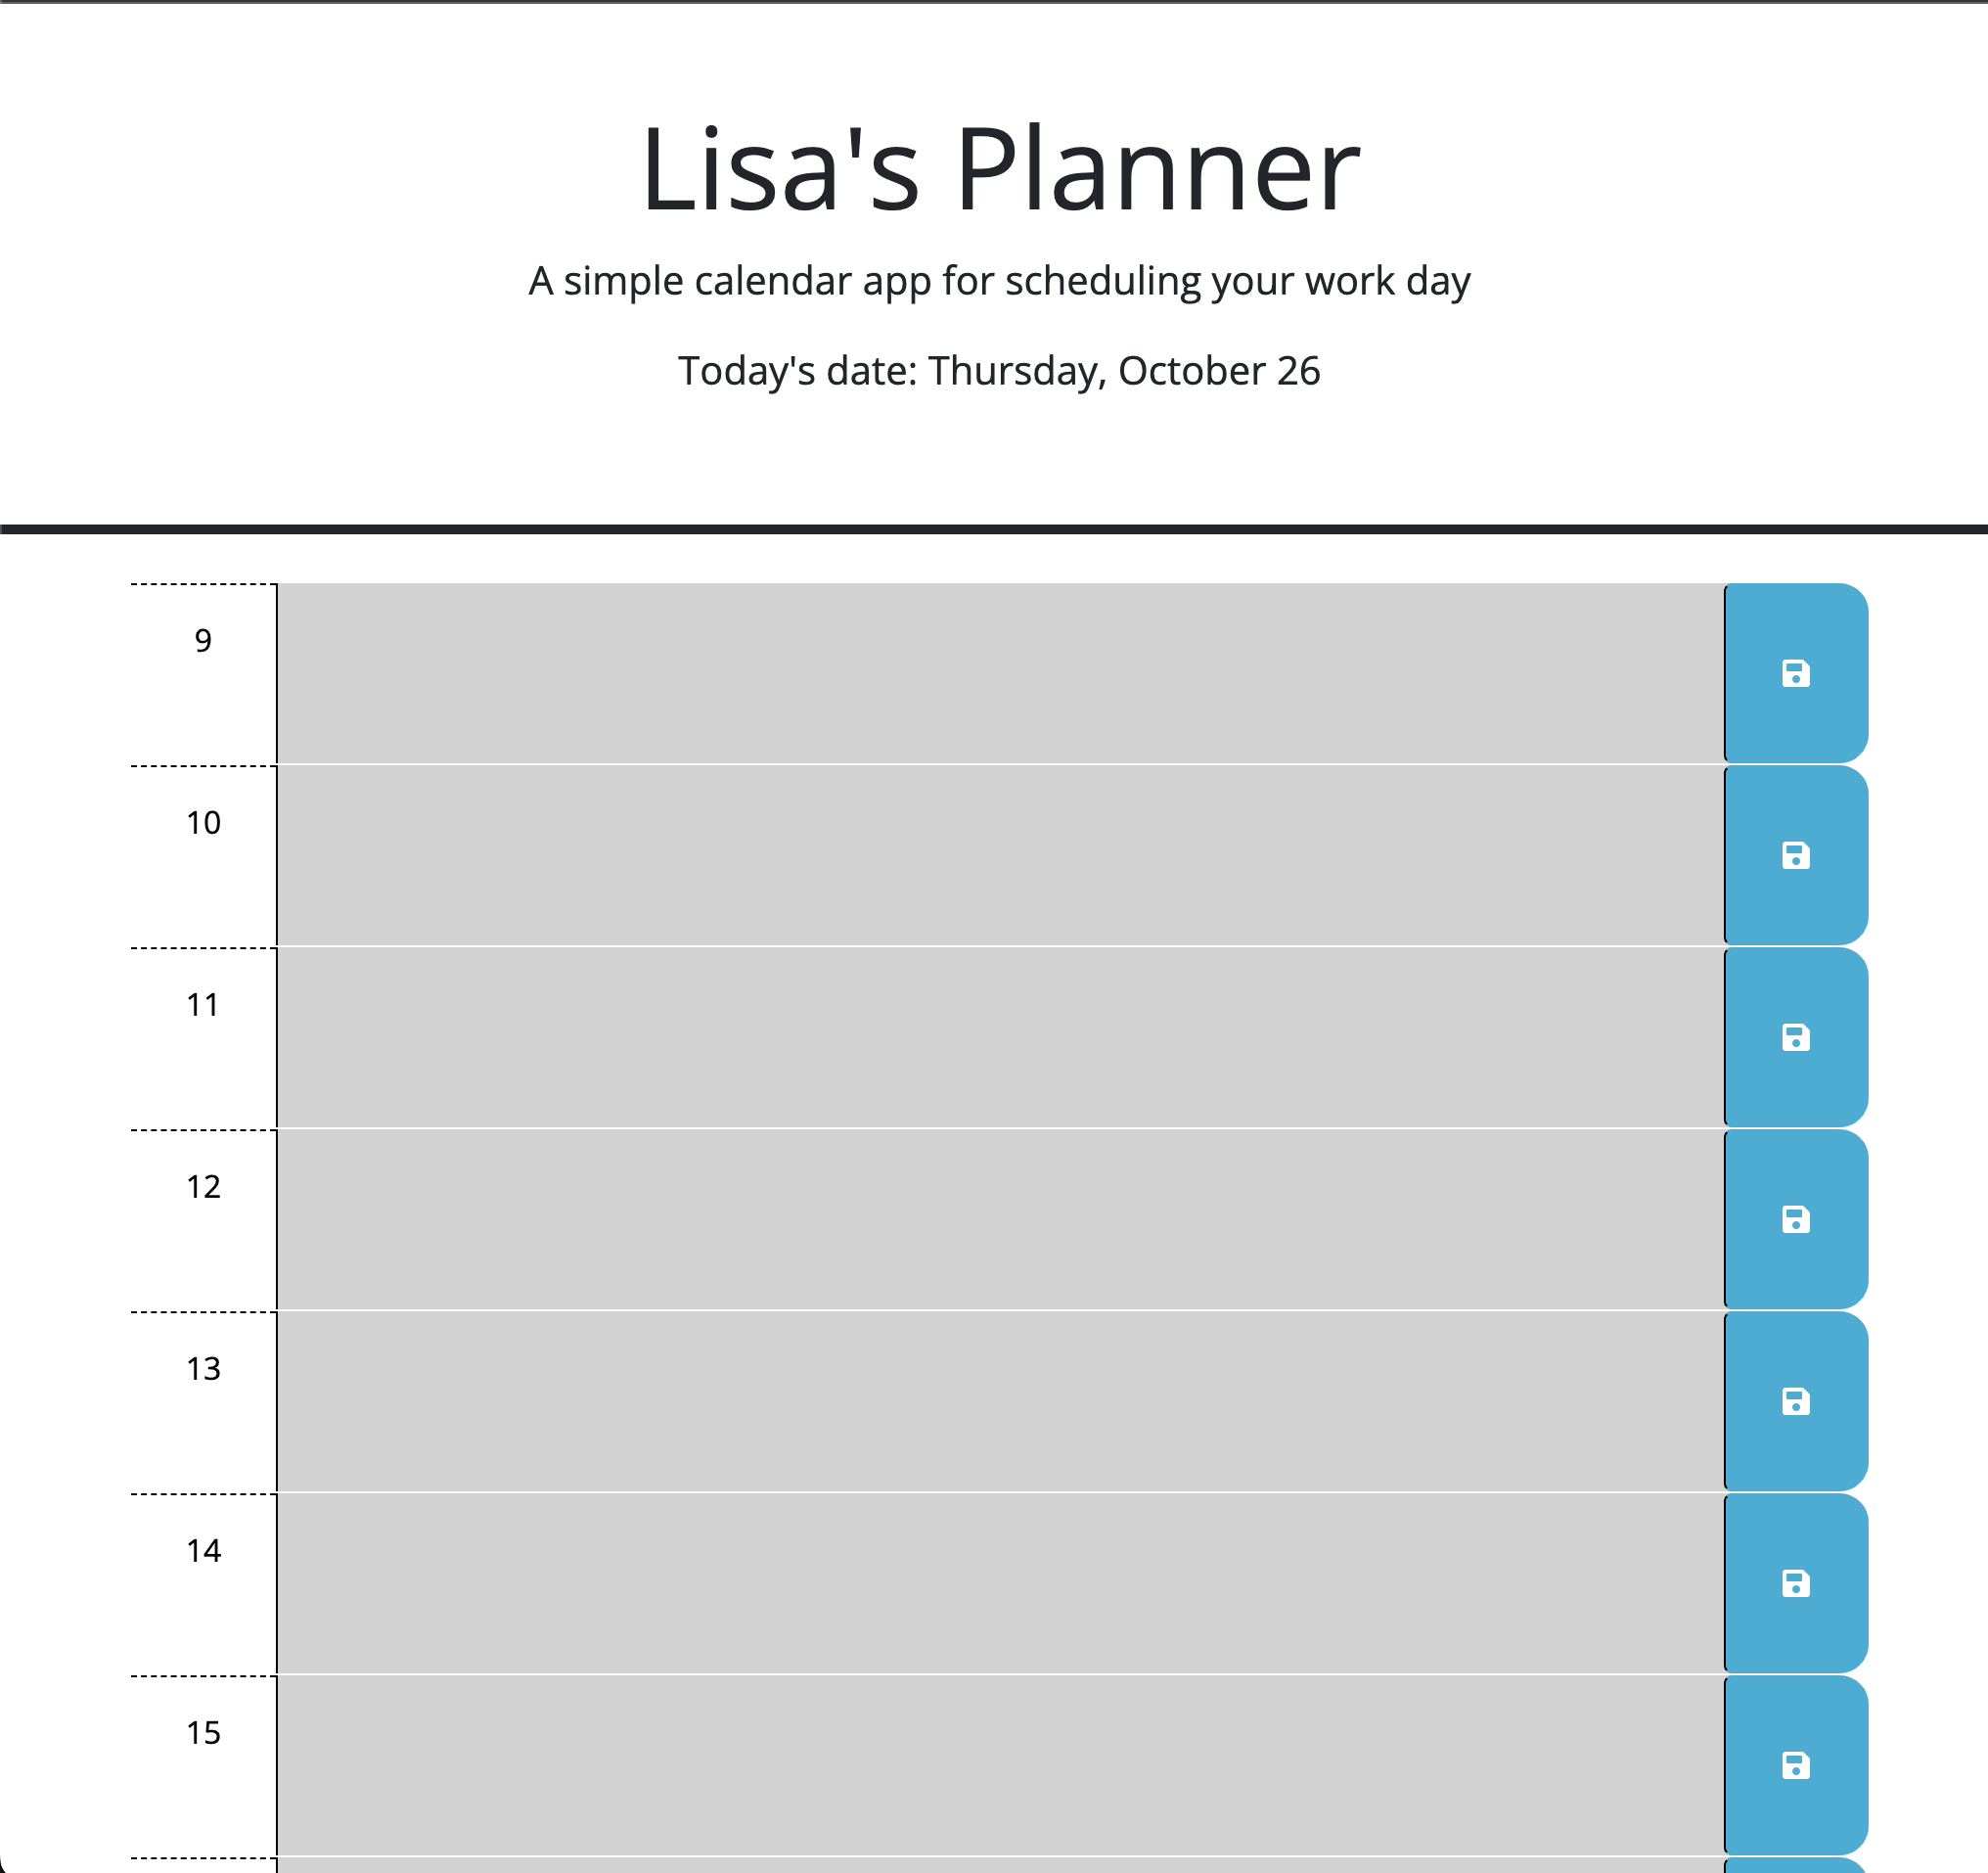 Lisa's Planner
A simple calendar app for scheduling your work day
Today's date: Thursday, October 26
9
10
11
12
13
14
15